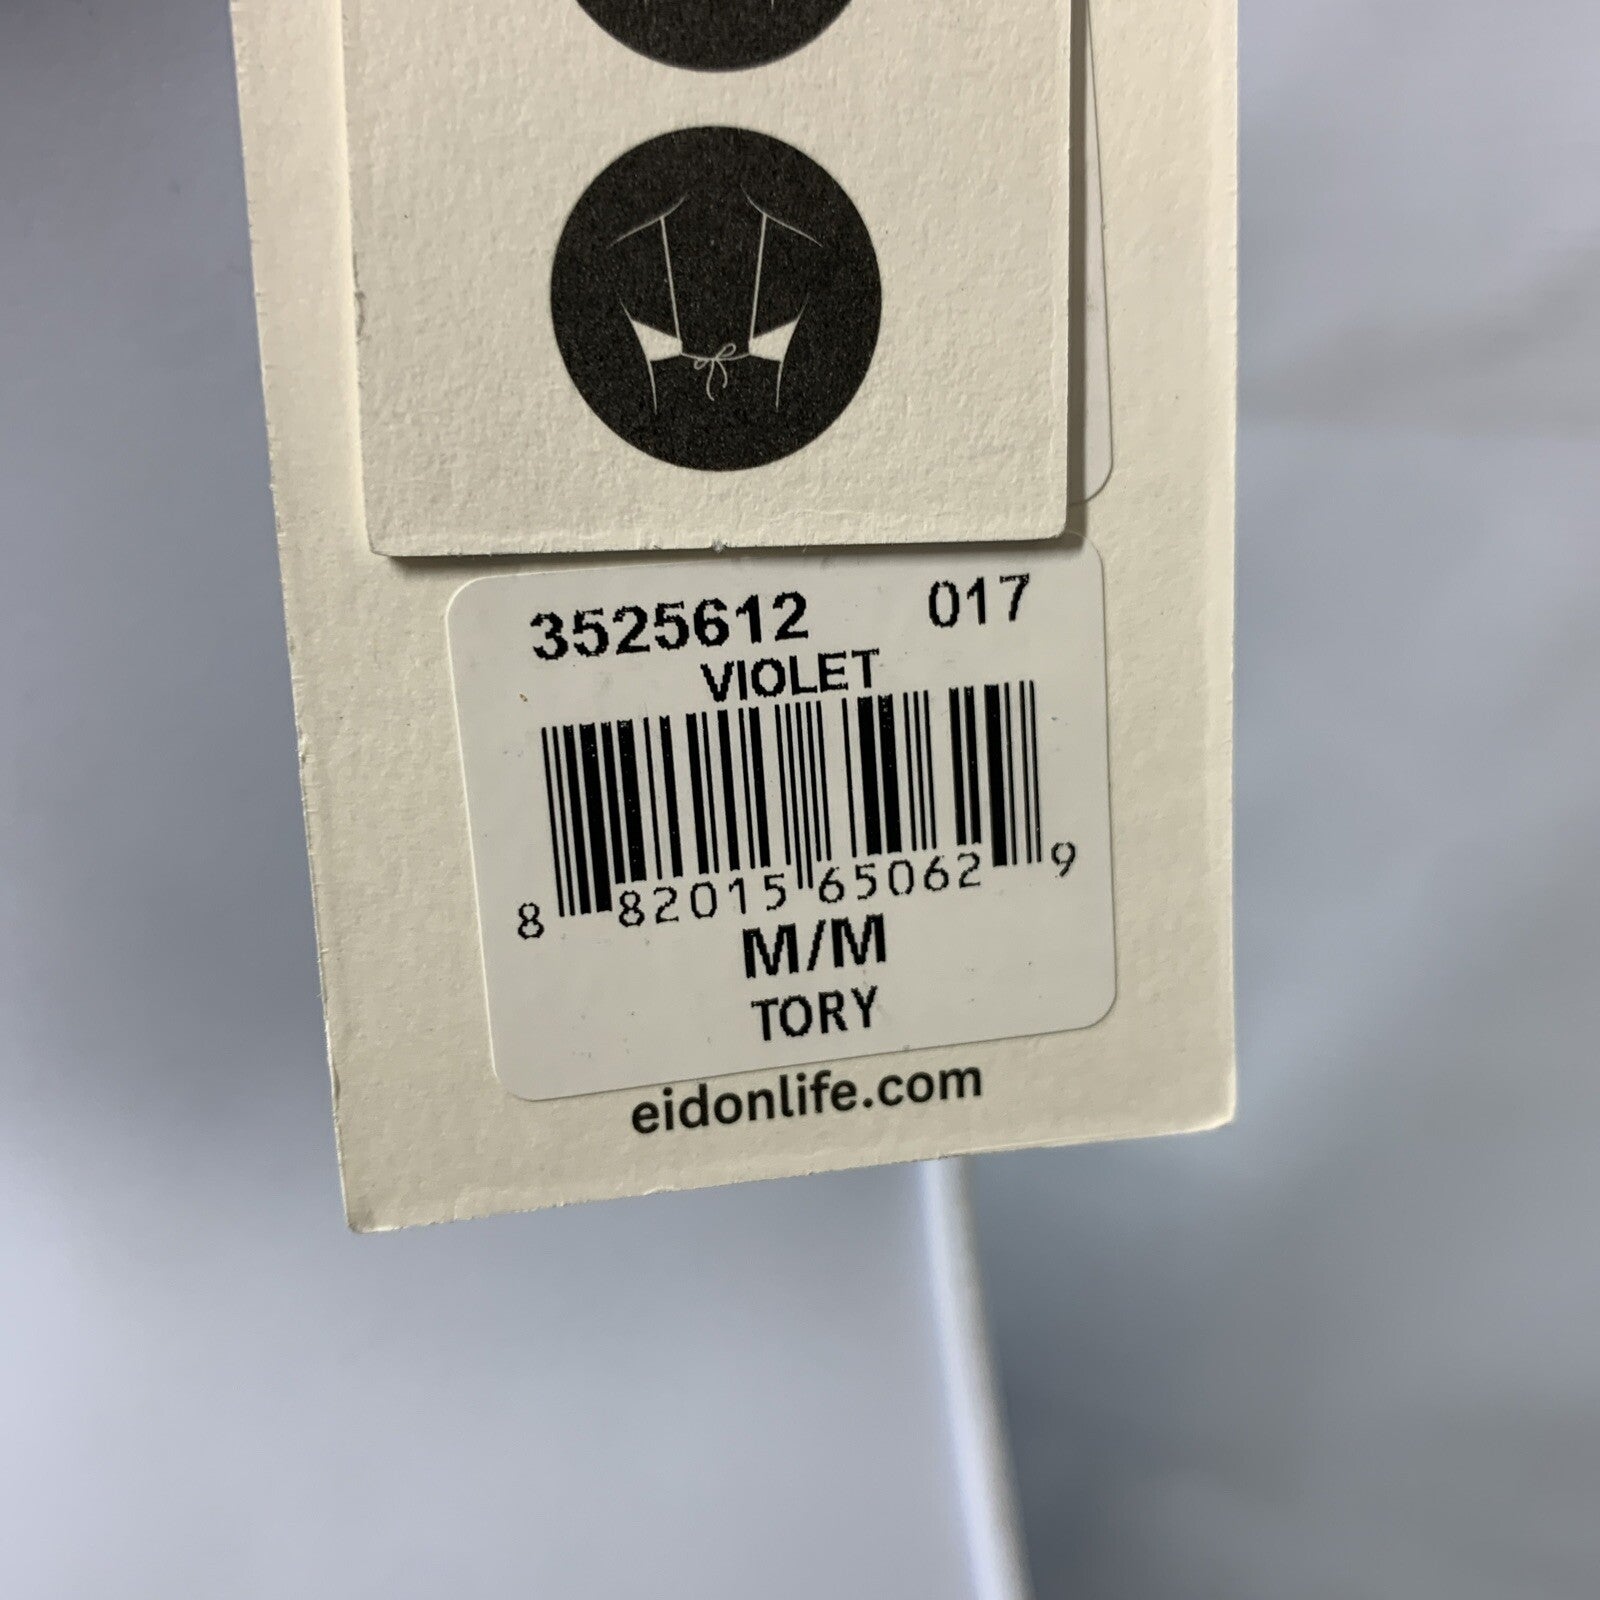 3525612 017
VIOLET
8 82015 65062 9
M/M
TORY
eidonlife.com